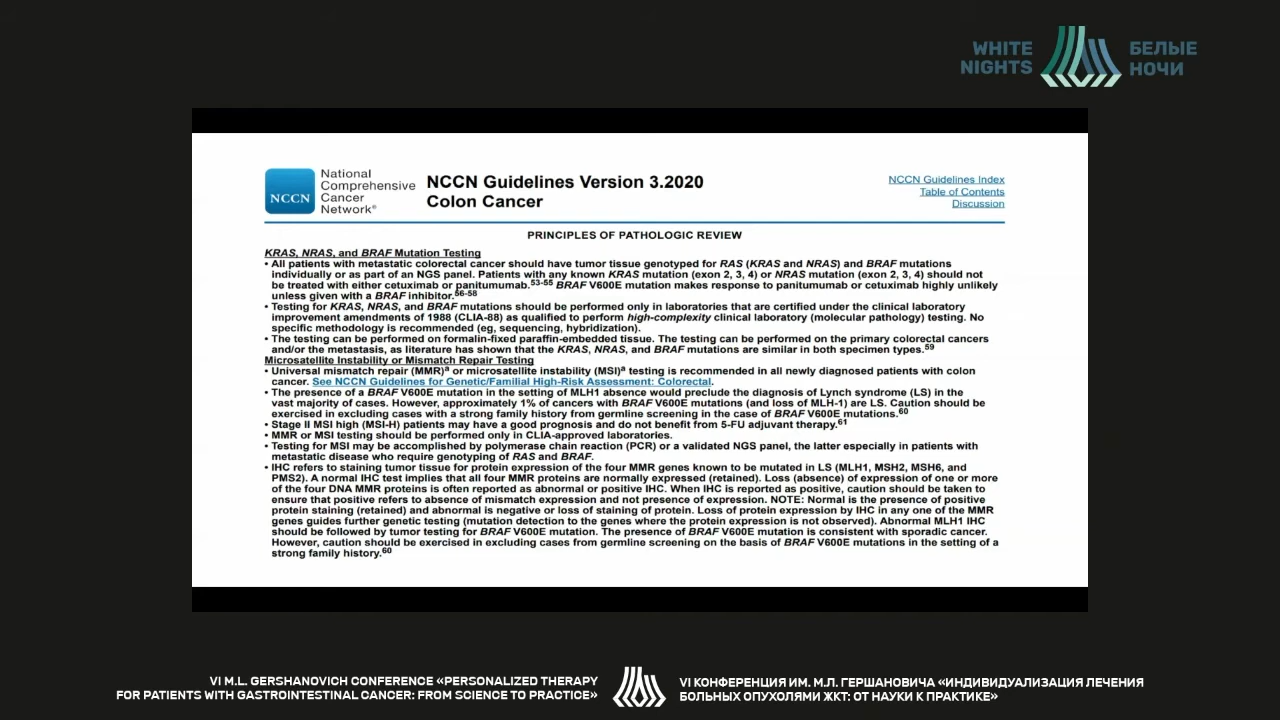 WHITE
NIGHTS
БЕЛЫЕ
НОЧИ
NCCN
National
Comprehensive
Cancer
Network®
NCCN Guidelines Version 3.2020
Colon Cancer
NCCN Guidelines Index
Table of Contents
Discussion
PRINCIPLES OF PATHOLOGIC REVIEW
KRAS, NRAS, and BRAF Mutation Testing
• All patients with metastatic colorectal cancer should have tumor tissue genotyped for RAS (KRAS and NRAS) and BRAF mutations
individually or as part of an NGS panel. Patients with any known KRAS mutation (exon 2, 3, 4) or NRAS mutation (exon 2, 3, 4) should not
be treated with either cetuximab or panitumumab.53-55 BRAF V600E mutation makes response to panitumumab or cetuximab highly unlikely
unless given with a BRAF inhibitor.56-58
• Testing for KRAS, NRAS, and BRAF mutations should be performed only in laboratories that are certified under the clinical laboratory
improvement amendments of 1988 (CLIA-88) as qualified to perform high-complexity clinical laboratory (molecular pathology) testing. No
specific methodology is recommended (eg, sequencing, hybridization).
• The testing can be performed on formalin-fixed paraffin-embedded tissue. The testing can be performed on the primary colorectal cancers
and/or the metastasis, as literature has shown that the KRAS, NRAS, and BRAF mutations are similar in both specimen types.59
Microsatellite Instability or Mismatch Repair Testing
• Universal mismatch repair (MMR)a or microsatellite instability (MSI)a testing is recommended in all newly diagnosed patients with colon
cancer. See NCCN Guidelines for Genetic/Familial High-Risk Assessment: Colorectal.
• The presence of a BRAF V600E mutation in the setting of MLH1 absence would preclude the diagnosis of Lynch syndrome (LS) in the
vast majority of cases. However, approximately 1% of cancers with BRAF V600E mutations (and loss of MLH-1) are LS. Caution should be
exercised in excluding cases with a strong family history from germline screening in the case of BRAF V600E mutations.60
• Stage II MSI high (MSI-H) patients may have a good prognosis and do not benefit from 5-FU adjuvant therapy.61
• MMR or MSI testing should be performed only in CLIA-approved laboratories.
• Testing for MSI may be accomplished by polymerase chain reaction (PCR) or a validated NGS panel, the latter especially in patients with
metastatic disease who require genotyping of RAS and BRAF.
• IHC refers to staining tumor tissue for protein expression of the four MMR genes known to be mutated in LS (MLH1, MSH2, MSH6, and
PMS2). A normal IHC test implies that all four MMR proteins are normally expressed (retained). Loss (absence) of expression of one or more
of the four DNA MMR proteins is often reported as abnormal or positive IHC. When IHC is reported as positive, caution should be taken to
ensure that positive refers to absence of mismatch expression and not presence of expression. NOTE: Normal is the presence of positive
protein staining (retained) and abnormal is negative or loss of staining of protein. Loss of protein expression by IHC in any one of the MMR
genes guides further genetic testing (mutation detection to the genes where the protein expression is not observed). Abnormal MLH1 IHC
should be followed by tumor testing for BRAF V600E mutation. The presence of BRAF V600E mutation is consistent with sporadic cancer.
However, caution should be exercised in excluding cases from germline screening on the basis of BRAF V600E mutations in the setting of a
strong family history.60
VI M.L. GERSHANOVICH CONFERENCE «PERSONALIZED THERAPY
FOR PATIENTS WITH GASTROINTESTINAL CANCER: FROM SCIENCE TO PRACTICE»
VI КОНФЕРЕНЦИЯ ИМ. М.Л. ГЕРШАНОВИЧА «ИНДИВИДУАЛИЗАЦИЯ ЛЕЧЕНИЯ
БОЛЬНЫХ ОПУХОЛЯМИ ЖКТ: ОТ НАУКИ К ПРАКТИКЕ»